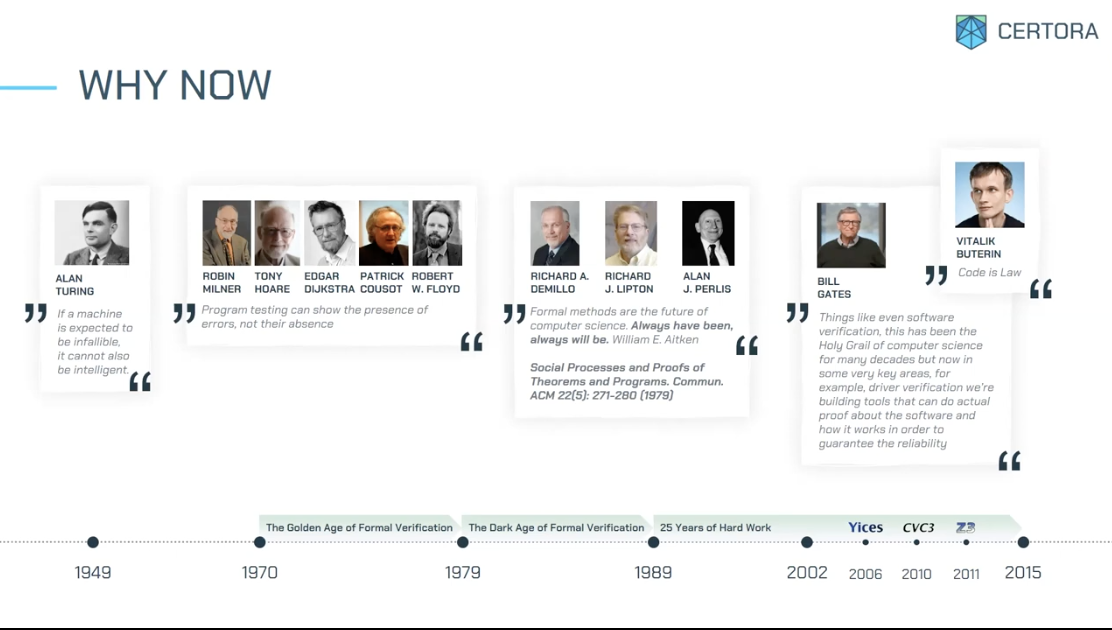 CERTORA
WHY NOW
ALAN
TURING
If a machine
is expected to
be infallible,
it cannot also
be intelligent.
ROBIN
MILNER
TONY
HOARE
EDGAR
DIJKSTRA
PATRICK
COUSOT
ROBERT
W. FLOYD
Program testing can show the presence of
errors, not their absence
RICHARD A.
DEMILLO
RICHARD
J. LIPTON
ALAN
J. PERLIS
Formal methods are the future of
computer science. Always have been,
always will be. William E. Aitken
Social Processes and Proofs of
Theorems and Programs. Commun.
ACM 22(5): 271-280 (1979)
BILL
GATES
Things like even software
verification, this has been the
Holy Grail of computer science
for many decades but now in
some very key areas, for
example, driver verification we're
building tools that can do actual
proof about the software and
how it works in order to
guarantee the reliability
VITALIK
BUTERIN
Code is Law
The Golden Age of Formal Verification
The Dark Age of Formal Verification
25 Years of Hard Work
Yices
CVC3
Z3
1949
1970
1979
1989
2002
2006
2010
2011
2015